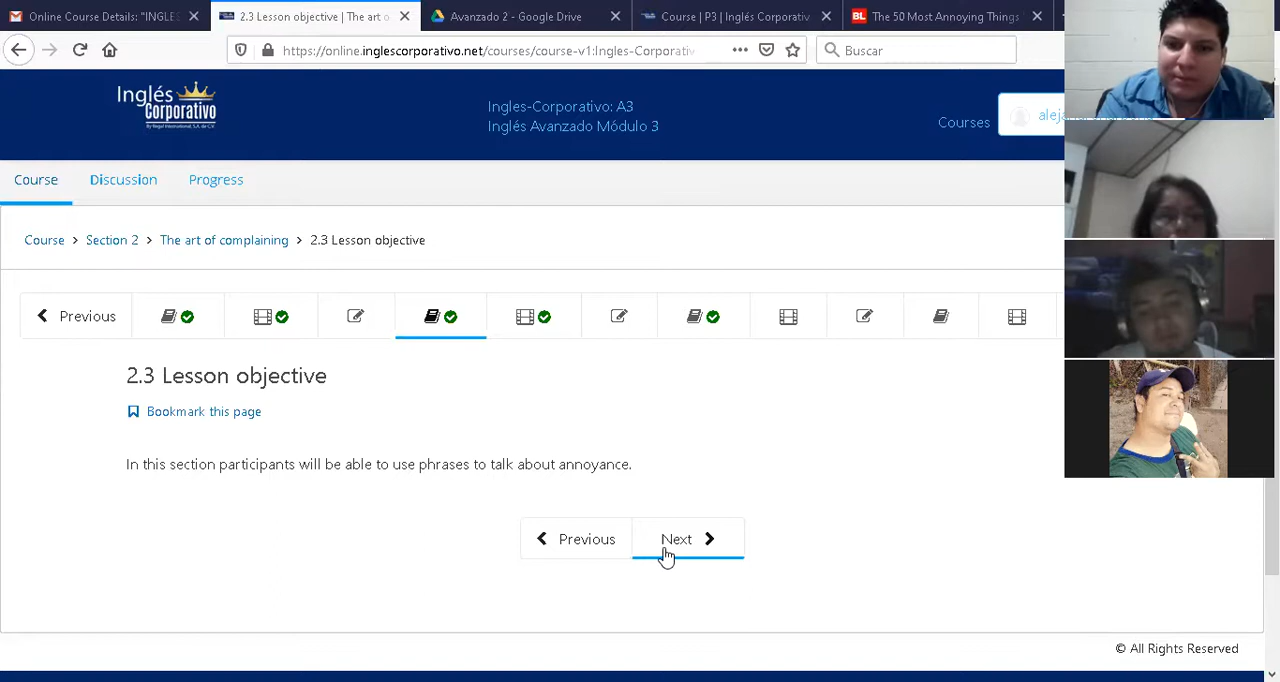 Online Course Details: "INGLES
2.3 Lesson objective | The art o
Avanzado 2 - Google Drive
Course | P3 | Inglés Corporativ
BL The 50 Most Annoying Things
https://online.inglescorporativo.net/courses/course-v1:Ingles-Corporativ
Buscar
Inglés
Corporativo
Ingles-Corporativo: A3
Inglés Avanzado Módulo 3
Courses
Course
Discussion
Progress
Course > Section 2 > The art of complaining > 2.3 Lesson objective
Previous
2.3 Lesson objective
Bookmark this page
In this section participants will be able to use phrases to talk about annoyance.
Previous
Next
© All Rights Reserved